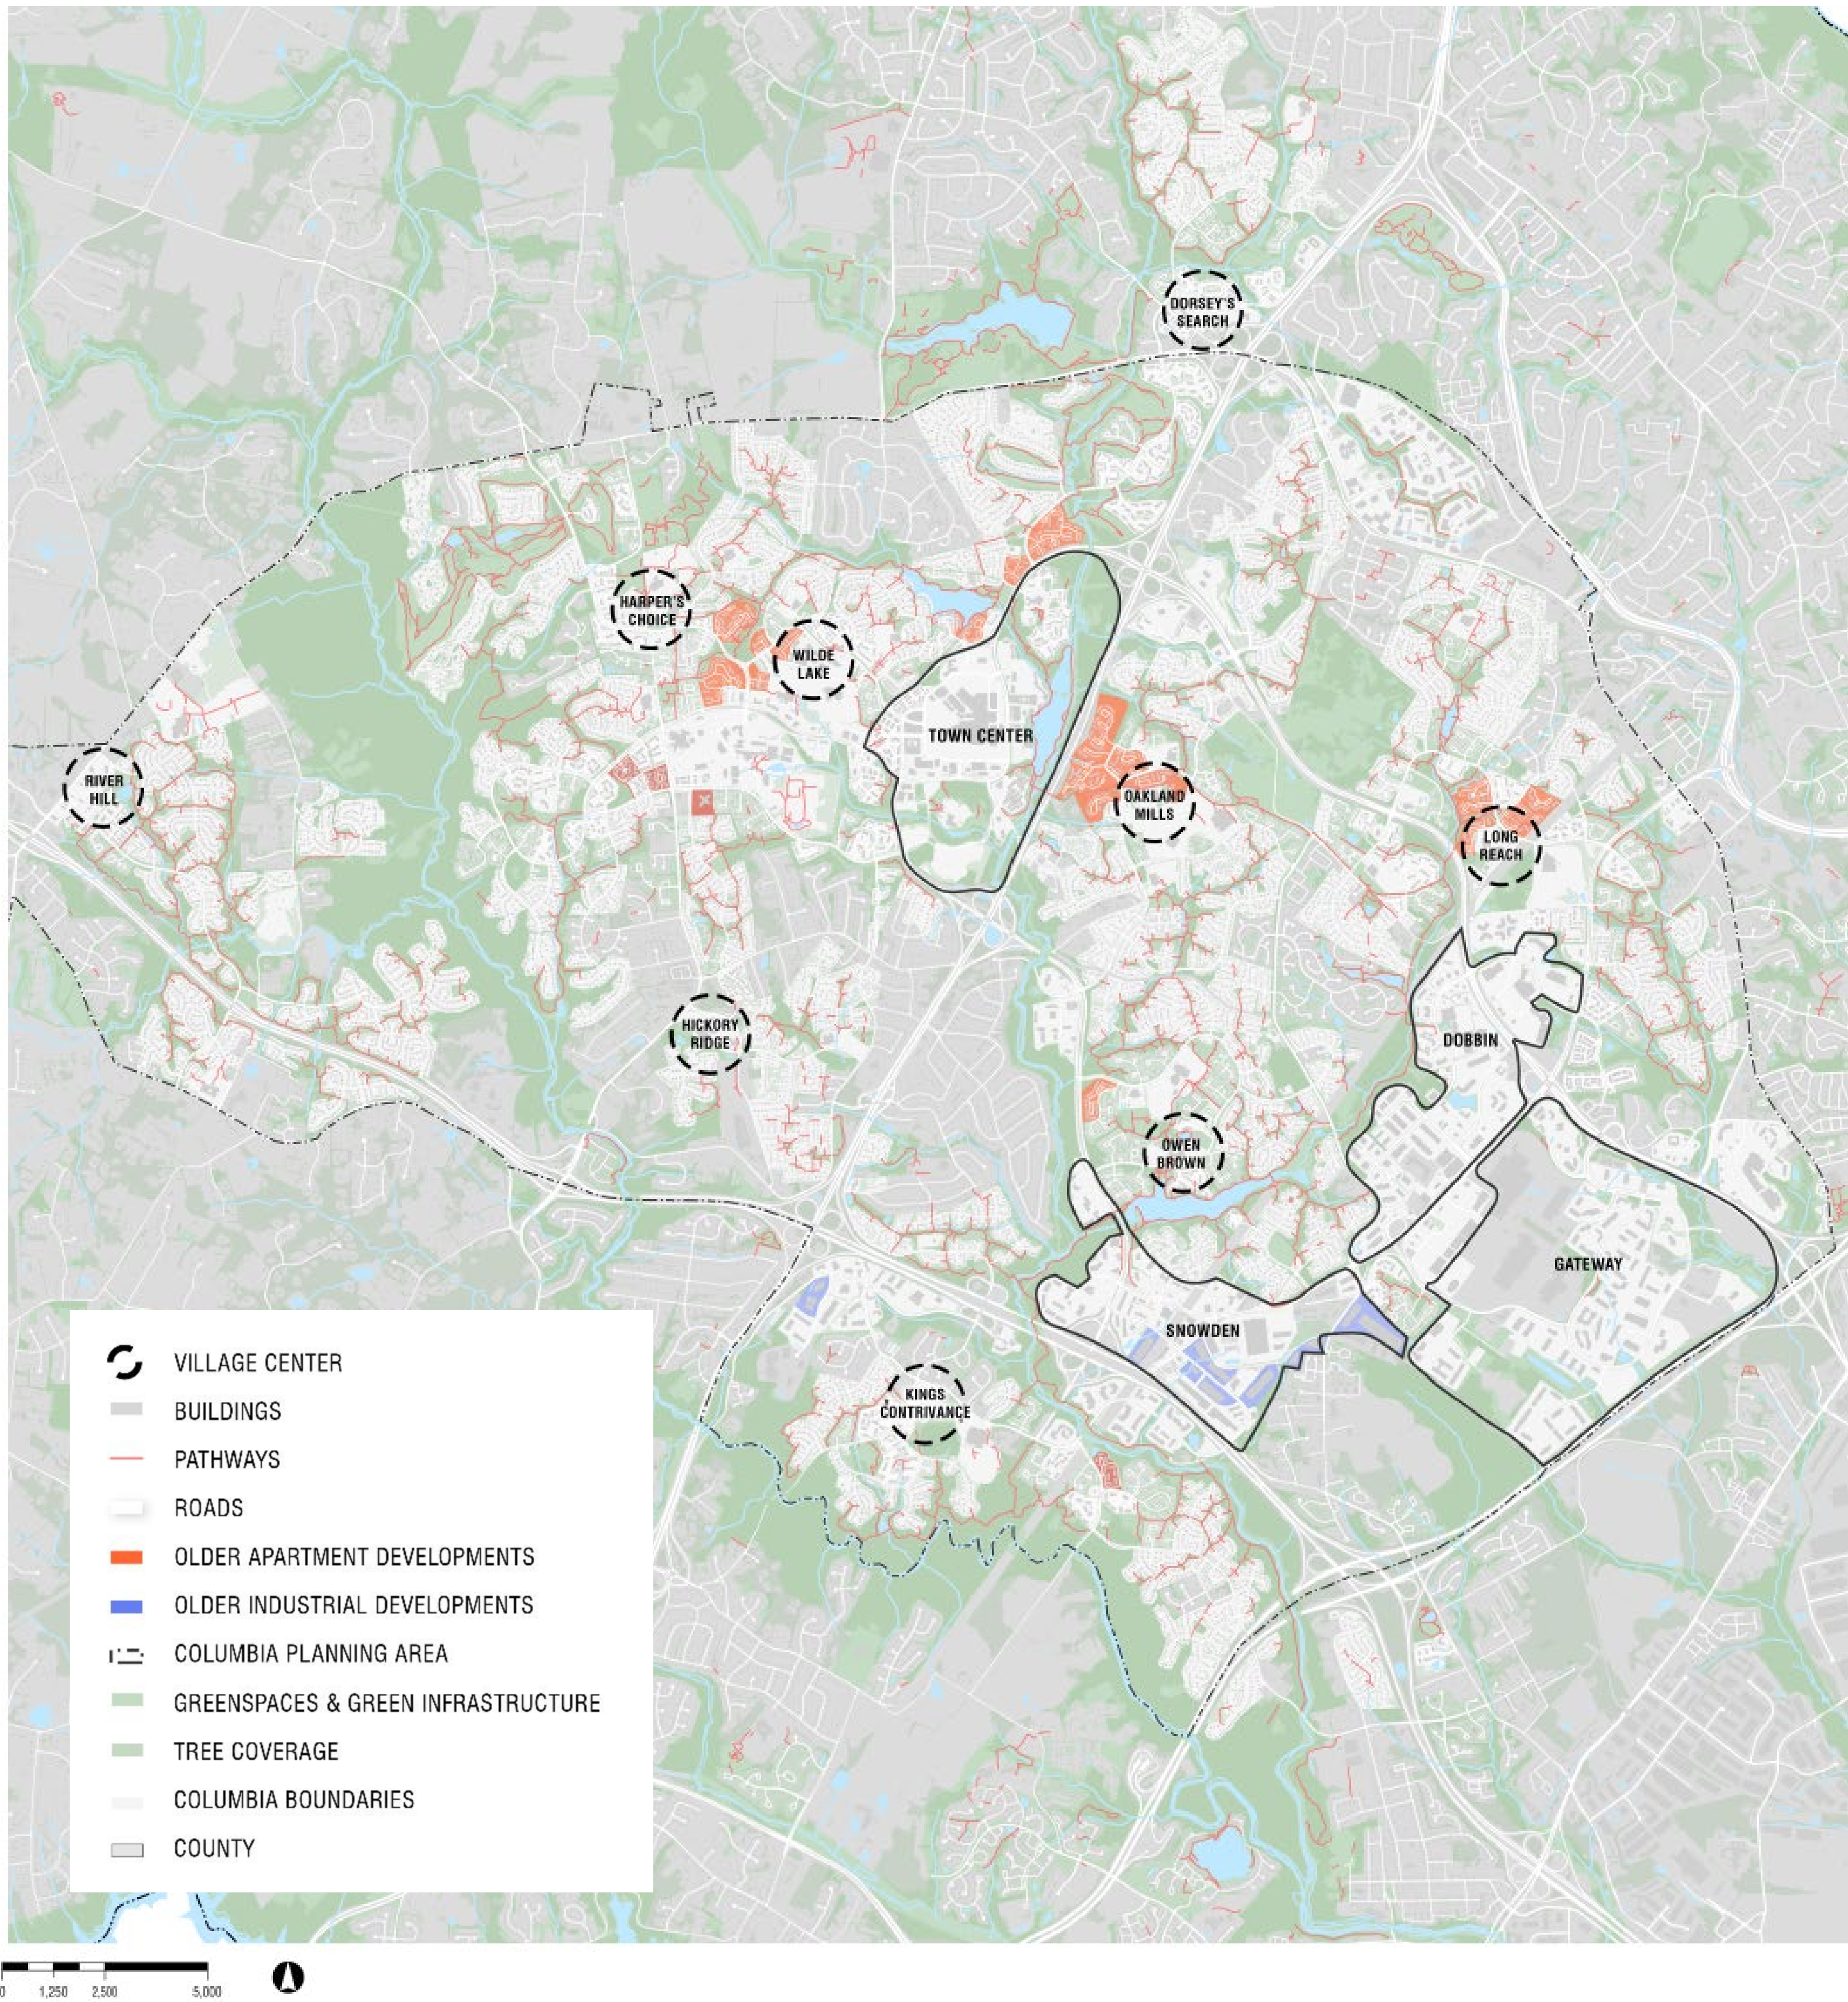 DORSEY'S
SEARCH
HARPER'S
CHOICE
WILDE
LAKE
TOWN CENTER
RIVER
HILL
OAKLAND
MILLS
LONG
REACH
HICKORY
RIDGE
DOBBIN
OWEN
BROWN
GATEWAY
SNOWDEN
KINGS
CONTRIVANCE
VILLAGE CENTER
BUILDINGS
PATHWAYS
ROADS
OLDER APARTMENT DEVELOPMENTS
OLDER INDUSTRIAL DEVELOPMENTS
COLUMBIA PLANNING AREA
GREENSPACES & GREEN INFRASTRUCTURE
TREE COVERAGE
COLUMBIA BOUNDARIES
COUNTY
0 1,250 2,500 5,000